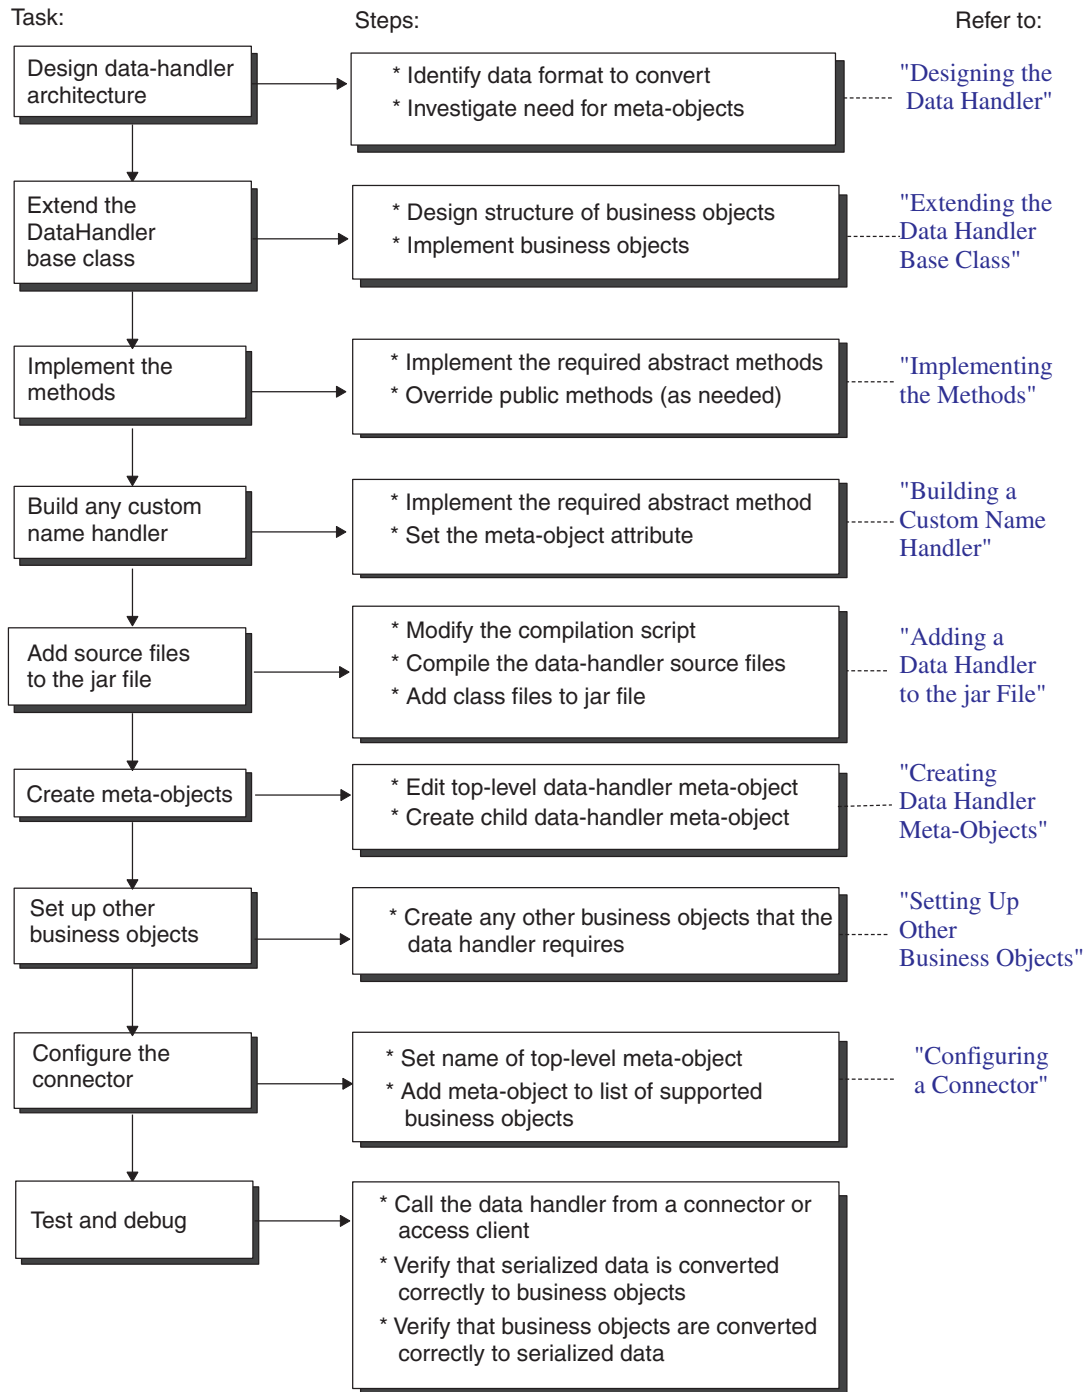 Task:
Steps:
Refer to:
Design data-handler
architecture
* Identify data format to convert
* Investigate need for meta-objects
"Designing the
Data Handler"
Extend the
DataHandler
base class
* Design structure of business objects
* Implement business objects
"Extending the
Data Handler
Base Class"
Implement the
methods
* Implement the required abstract methods
* Override public methods (as needed)
"Implementing
the Methods"
Build any custom
name handler
* Implement the required abstract method
* Set the meta-object attribute
"Building a
Custom Name
Handler"
Add source files
to the jar file
* Modify the compilation script
* Compile the data-handler source files
* Add class files to jar file
"Adding a
Data Handler
to the jar File"
Create meta-objects
* Edit top-level data-handler meta-object
* Create child data-handler meta-object
"Creating
Data Handler
Meta-Objects"
Set up other
business objects
* Create any other business objects that the
data handler requires
"Setting Up
Other
Business Objects"
Configure the
connector
* Set name of top-level meta-object
* Add meta-object to list of supported
business objects
"Configuring
a Connector"
Test and debug
* Call the data handler from a connector or
access client
* Verify that serialized data is converted
correctly to business objects
* Verify that business objects are converted
correctly to serialized data